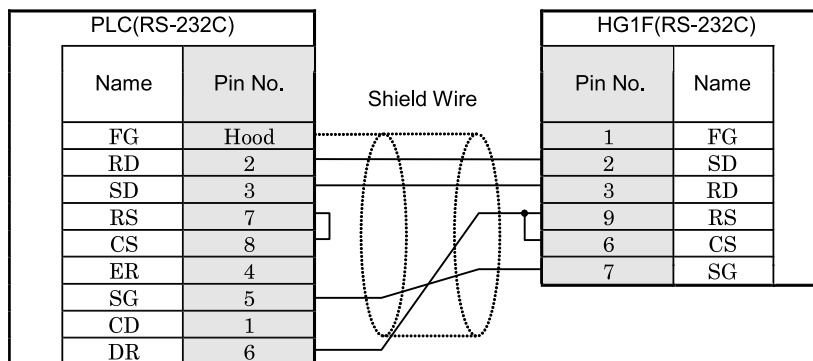 PLC(RS-232C) HG1F(RS-232C)
Name Pin No. Shield Wire Pin No. Name
FG Hood 1 FG
RD 2 2 SD
SD 3 3 RD
RS 7 9 RS
CS 8 6 CS
ER 4 7 SG
SG 5
CD 1
DR 6